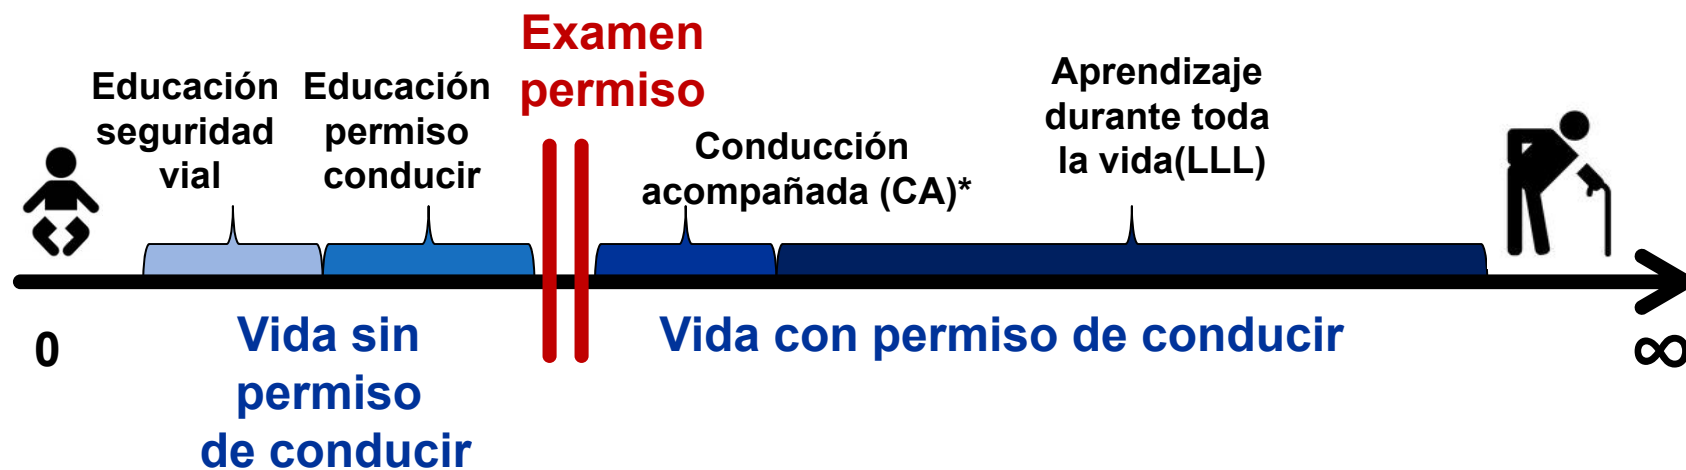 Educación
seguridad
vial
Educación
permiso
conducir
Examen
permiso
Conducción
acompañada (CA)*
Aprendizaje
durante toda
la vida(LLL)
0
Vida sin
permiso
de conducir
Vida con permiso de conducir
∞